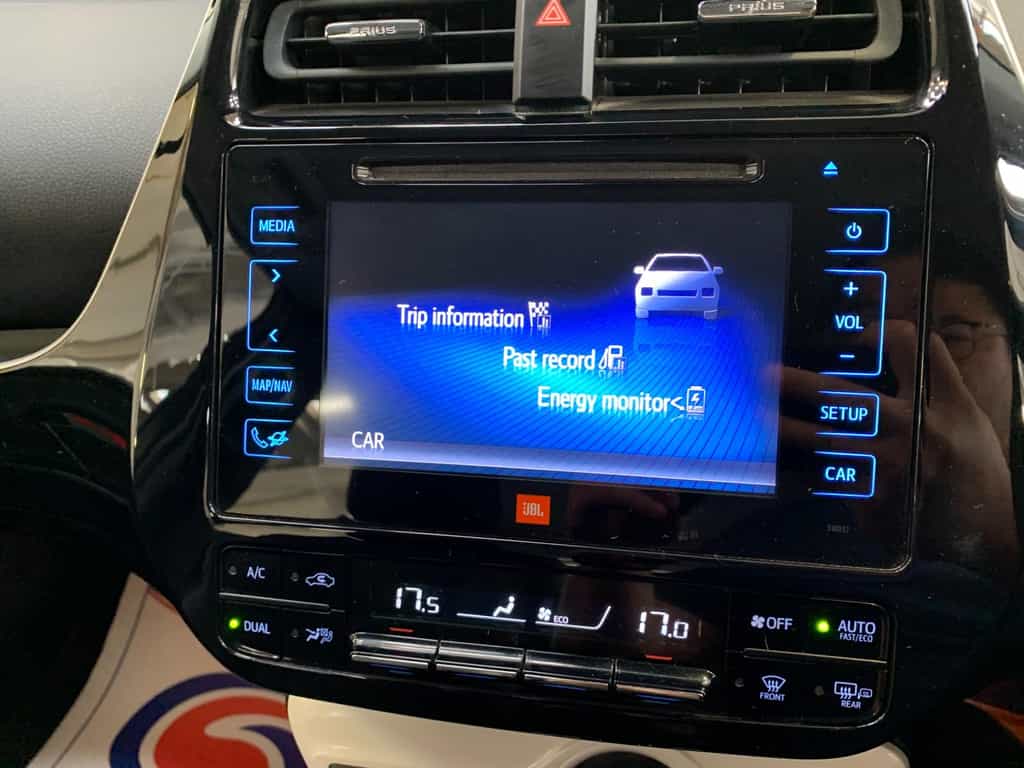 PRIUS
PRIUS
MEDIA
MAP/NAV
VOL
SETUP
CAR
Trip information
Past record
Energy monitor
CAR
JBL
A/C
DUAL
17.5
ECO
17.0
OFF
AUTO
FAST/ECO
FRONT
REAR